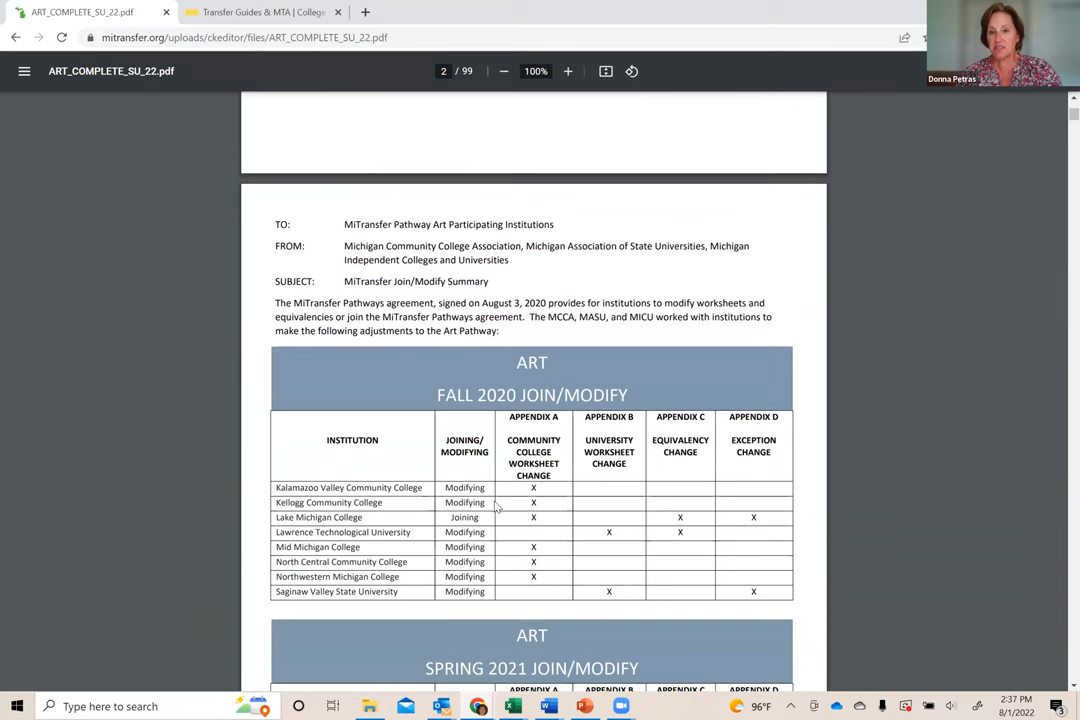 ART_COMPLETE_SU_22.pdf
Transfer Guides & MTA | College
mitransfer.org/uploads/ckeditor/files/ART_COMPLETE_SU_22.pdf
ART_COMPLETE_SU_22.pdf
2 / 99
100%
Donna Petras
TO: MiTransfer Pathway Art Participating Institutions
FROM: Michigan Community College Association, Michigan Association of State Universities, Michigan
Independent Colleges and Universities
SUBJECT: MiTransfer Join/Modify Summary
The MiTransfer Pathways agreement, signed on August 3, 2020 provides for institutions to modify worksheets and
equivalencies or join the MiTransfer Pathways agreement. The MCCA, MASU, and MICU worked with institutions to
make the following adjustments to the Art Pathway:
ART
FALL 2020 JOIN/MODIFY
INSTITUTION
JOINING/
MODIFYING
APPENDIX A
COMMUNITY
COLLEGE
WORKSHEET
CHANGE
APPENDIX B
UNIVERSITY
WORKSHEET
CHANGE
APPENDIX C
EQUIVALENCY
CHANGE
APPENDIX D
EXCEPTION
CHANGE
Kalamazoo Valley Community College Modifying X
Kellogg Community College Modifying X
Lake Michigan College Joining X X X
Lawrence Technological University Modifying X X
Mid Michigan College Modifying X
North Central Community College Modifying X
Northwestern Michigan College Modifying X
Saginaw Valley State University Modifying X X
ART
SPRING 2021 JOIN/MODIFY
APPENDIX A APPENDIX B APPENDIX C APPENDIX D
Type here to search
96°F
2:37 PM
8/1/2022
3